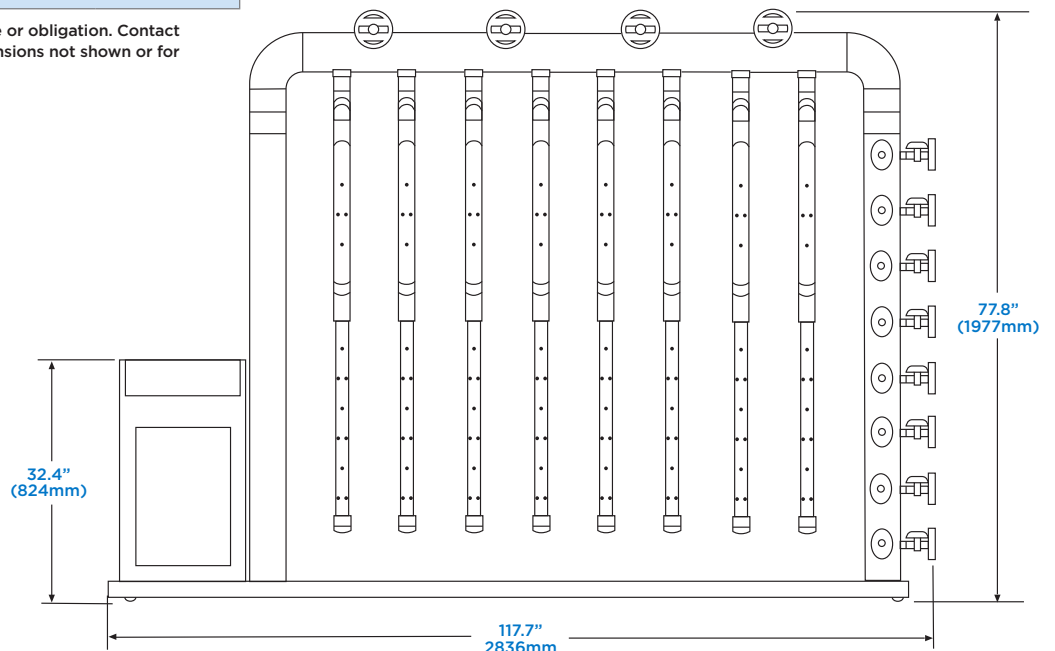 e or obligation. Contact
nsions not shown or for
77.8”
(1977mm)
32.4”
(824mm)
117.7”
2836mm